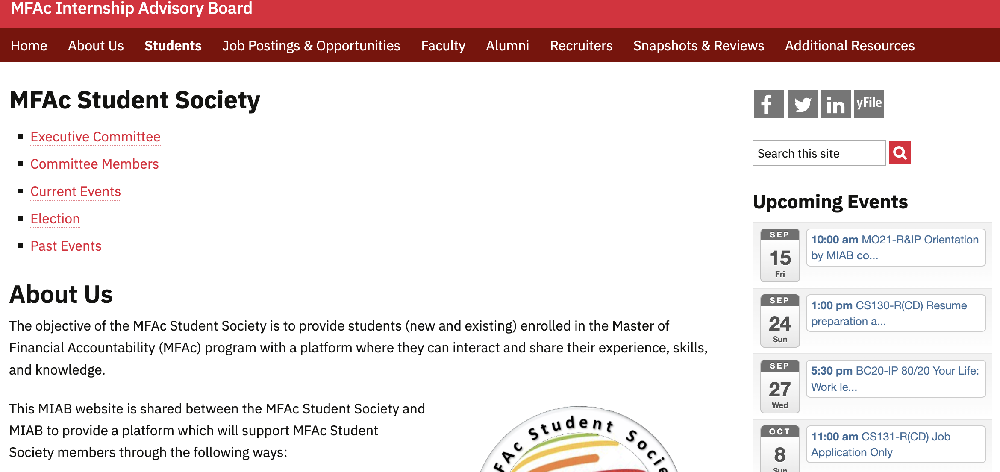 MFAc Internship Advisory Board
Home About Us Students Job Postings & Opportunities Faculty Alumni Recruiters Snapshots & Reviews Additional Resources
MFAc Student Society
Executive Committee
Committee Members
Current Events
Election
Past Events
About Us
The objective of the MFAc Student Society is to provide students (new and existing) enrolled in the Master of
Financial Accountability (MFAc) program with a platform where they can interact and share their experience, skills,
and knowledge.
This MIAB website is shared between the MFAc Student Society and
MIAB to provide a platform which will support MFAc Student
Society members through the following ways:
FAc Student Socie
f in yFile
Search this site
Upcoming Events
SEP
15
Fri
10:00 am MO21-R&IP Orientation
by MIAB co...
SEP
24
Sun
1:00 pm CS130-R(CD) Resume
preparation a...
SEP
27
Wed
5:30 pm BC20-IP 80/20 Your Life:
Work le...
OCT
8
Sun
11:00 am CS131-R(CD) Job
Application Only